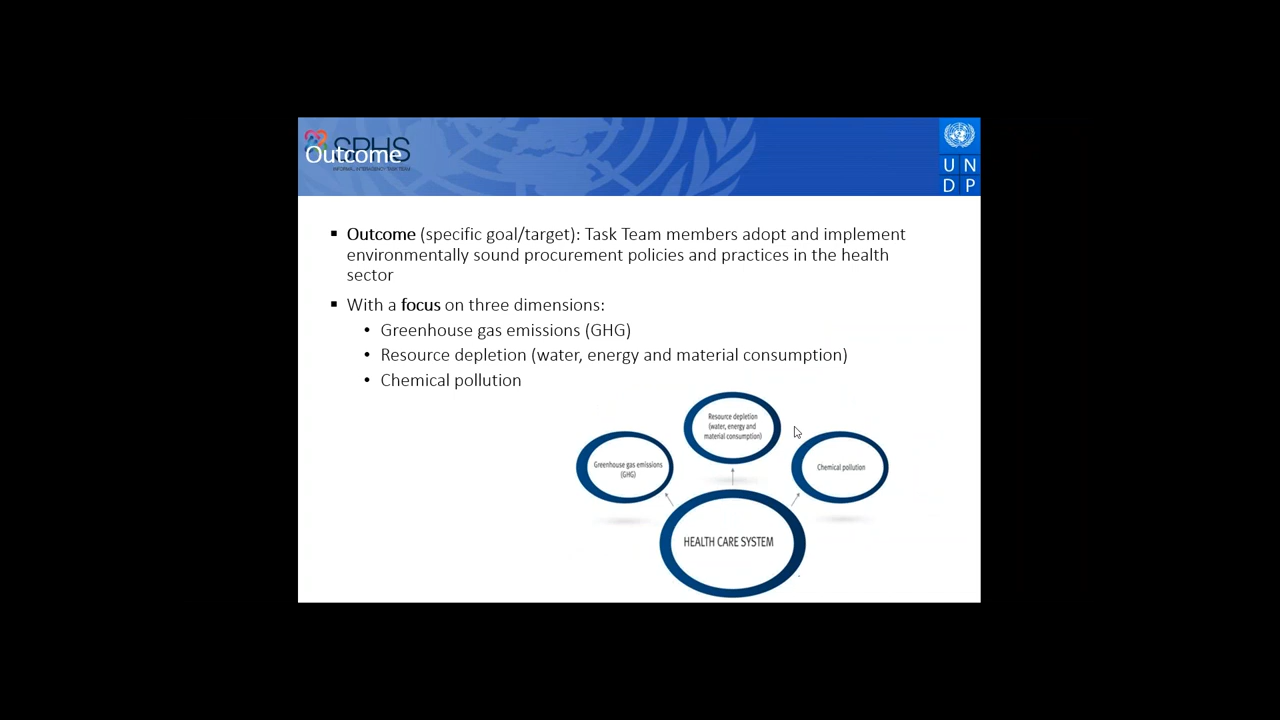 SPHS
INFORMAL INTERAGENCY TASK TEAM
Outcome
U N
D P
▪ Outcome (specific goal/target): Task Team members adopt and implement
environmentally sound procurement policies and practices in the health
sector
▪ With a focus on three dimensions:
• Greenhouse gas emissions (GHG)
• Resource depletion (water, energy and material consumption)
• Chemical pollution
Resource depletion
(water, energy and
material consumption)
Greenhouse gas emissions
(GHG)
Chemical pollution
HEALTH CARE SYSTEM